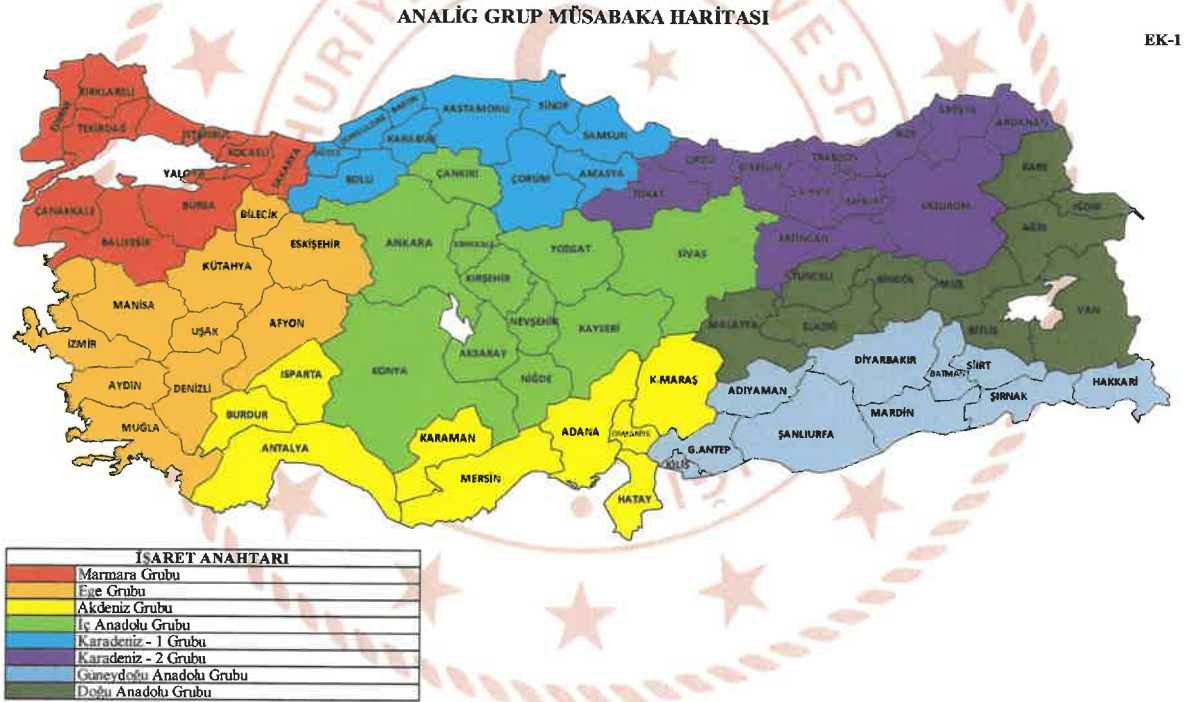 ANALİG GRUP MÜSABAKA HARİTASI
EK-1
HURİY
VE SP
KIRKLARELİ
EDİRNE
TEKİRDAĞ
İSTANBUL
KOCAELİ
YALOVA
SAKARYA
ÇANAKKALE
BURSA
BALIKESİR
BİLECİK
ESKİŞEHİR
KÜTAHYA
MANİSA
UŞAK
AFYON
İZMİR
AYDIN
DENİZLİ
MUĞLA
ISPARTA
BURDUR
ANTALYA
KARAMAN
MERSİN
ADANA
OSMANİYE
K.MARAŞ
HATAY
BARTIN
KARABÜK
KASTAMONU
SİNOP
SAMSUN
BOLU
ÇORUM
AMASYA
ÇANKIRI
ANKARA
KIRIKKALE
YOZGAT
SİVAS
KIRŞEHİR
NEVŞEHİR
KAYSERİ
AKSARAY
NİĞDE
KONYA
ORDU
GİRESUN
TRABZON
RİZE
ARTVİN
ARDAHAN
TOKAT
ERZURUM
ERZİNCAN
KARS
IĞDIR
AĞRI
TUNCELİ
BİNGÖL
MUŞ
VAN
MALATYA
ELAZIĞ
BİTLİS
DİYARBAKIR
BATMAN
SİİRT
HAKKARİ
ŞIRNAK
ADIYAMAN
MARDİN
ŞANLIURFA
G.ANTEP
KİLİS
İŞARET ANAHTARI
Marmara Grubu
Ege Grubu
Akdeniz Grubu
İç Anadolu Grubu
Karadeniz - 1 Grubu
Karadeniz - 2 Grubu
Güneydoğu Anadolu Grubu
Doğu Anadolu Grubu